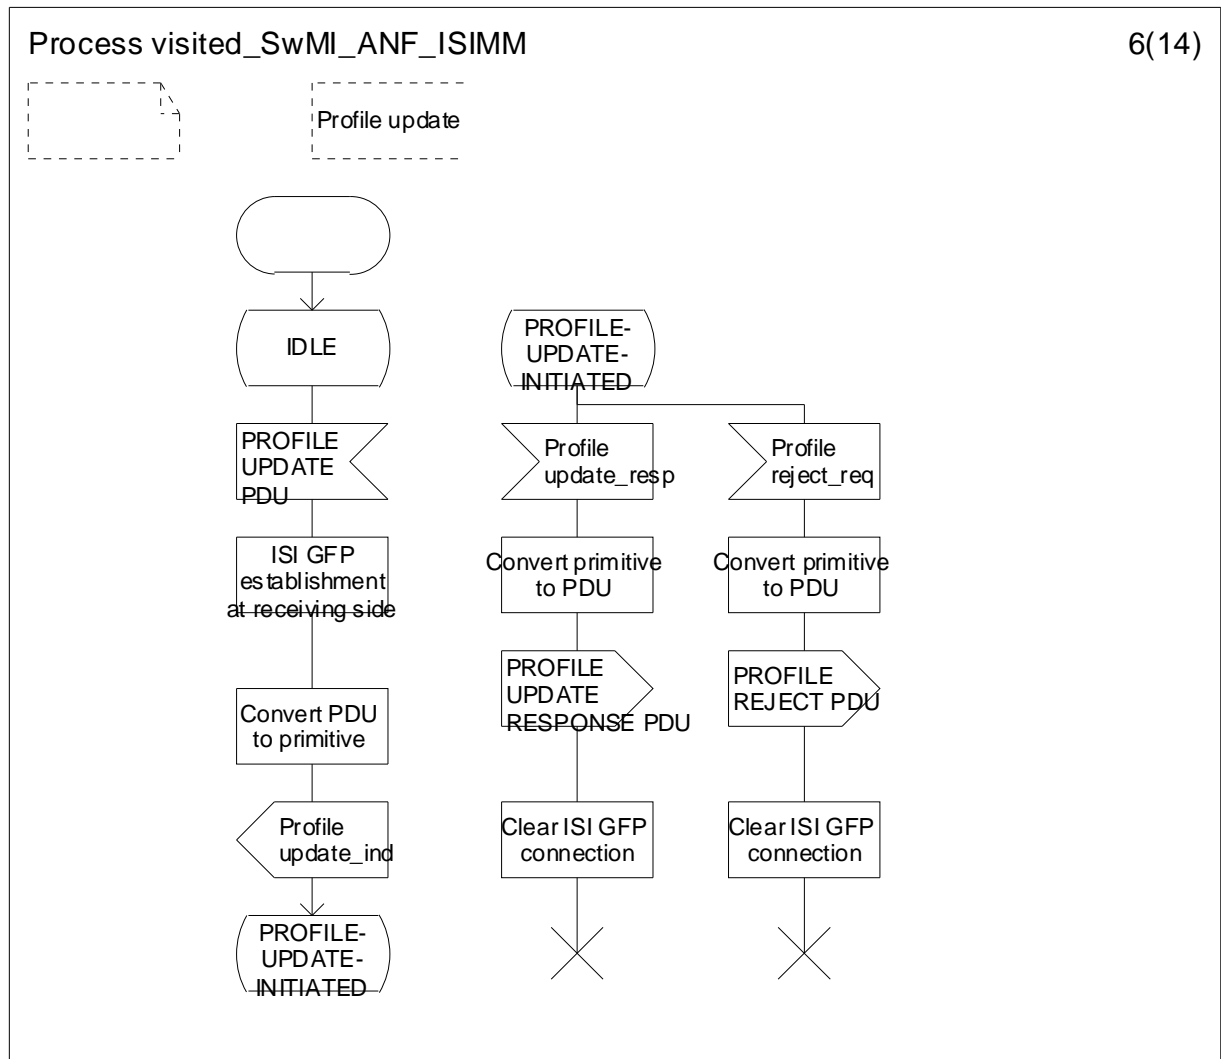 Process visited_SwMI_ANF_ISIMM
6(14)
Profile update
IDLE
PROFILE
UPDATE
PDU
ISI GFP
establishment
at receiving side
Convert PDU
to primitive
Profile
update_ind
PROFILE-
UPDATE-
INITIATED
PROFILE-
UPDATE-
INITIATED
Profile
update_resp
Convert primitive
to PDU
PROFILE
UPDATE
RESPONSE PDU
Clear ISI GFP
connection
Profile
reject_req
Convert primitive
to PDU
PROFILE
REJECT PDU
Clear ISI GFP
connection